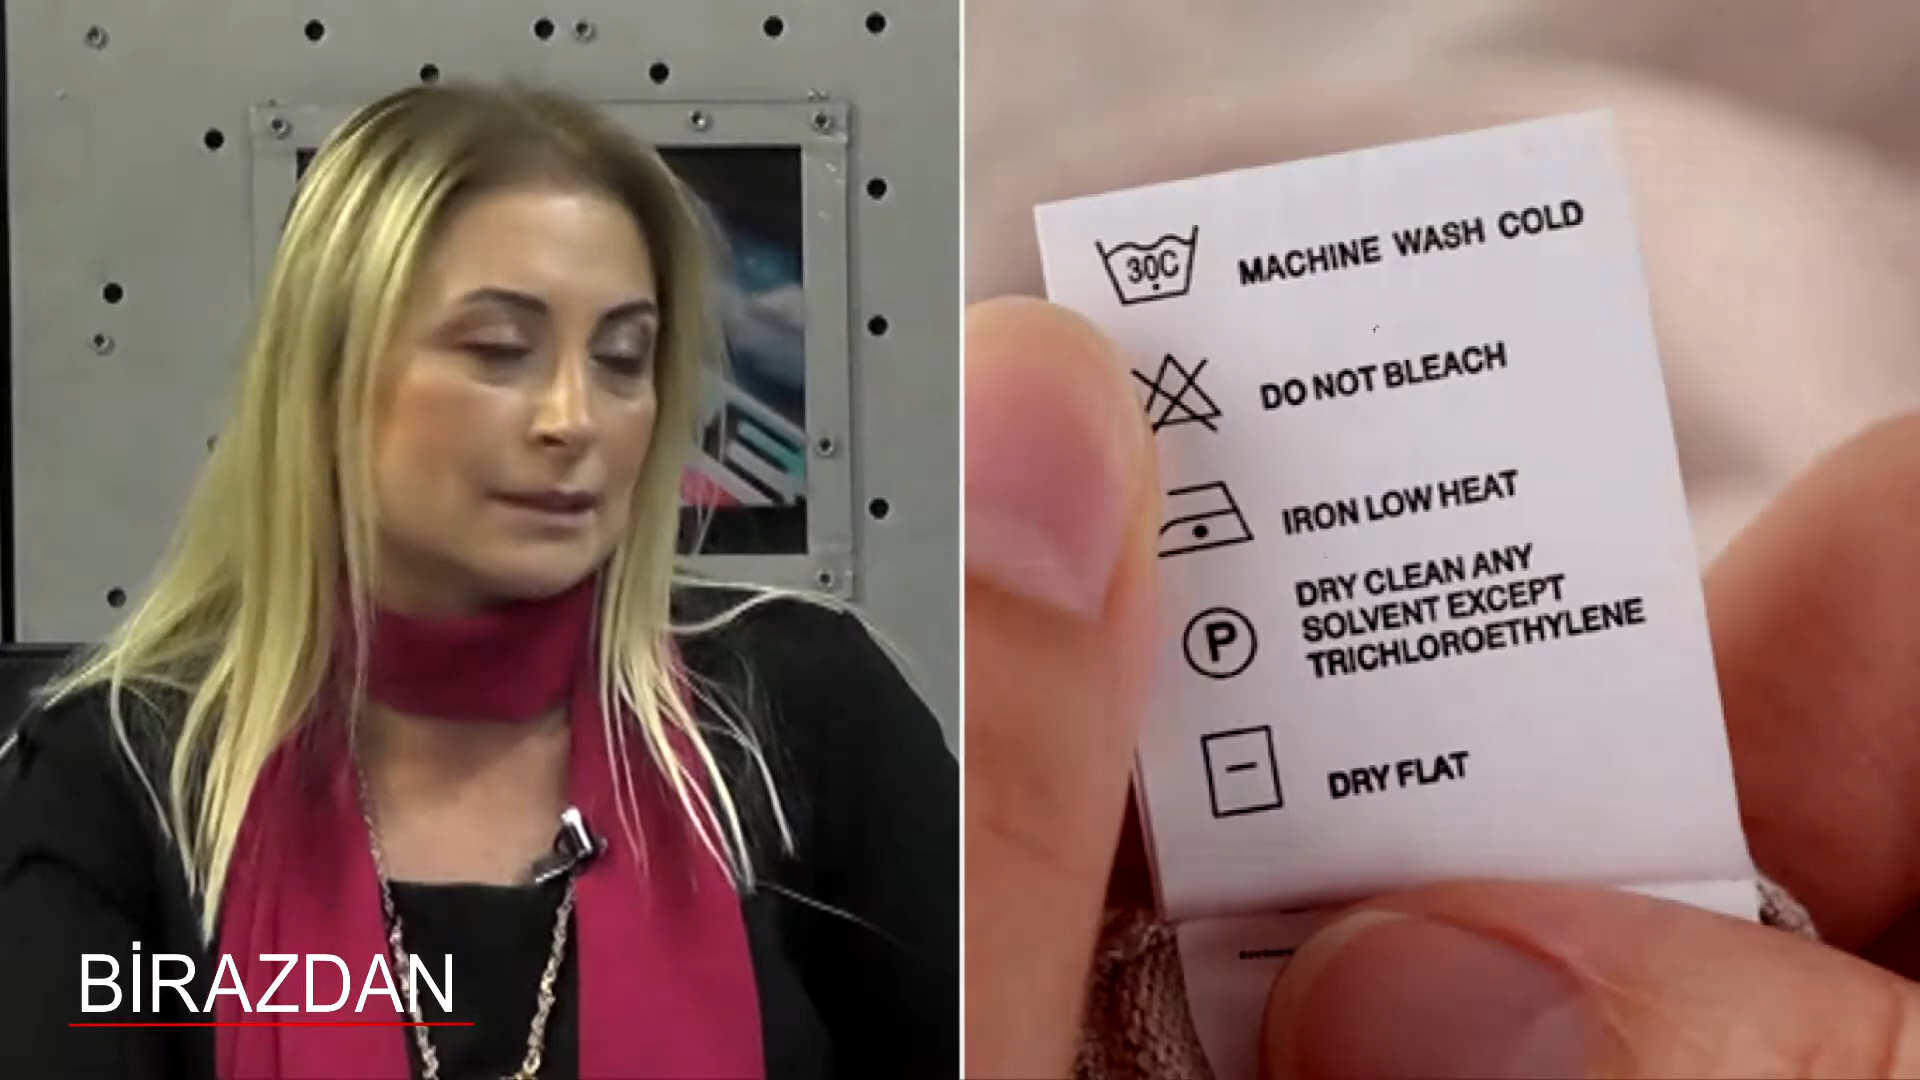 BİRAZDAN
30C
MACHINE WASH COLD
DO NOT BLEACH
IRON LOW HEAT
P
DRY CLEAN ANY
SOLVENT EXCEPT
TRICHLOROETHYLENE
DRY FLAT